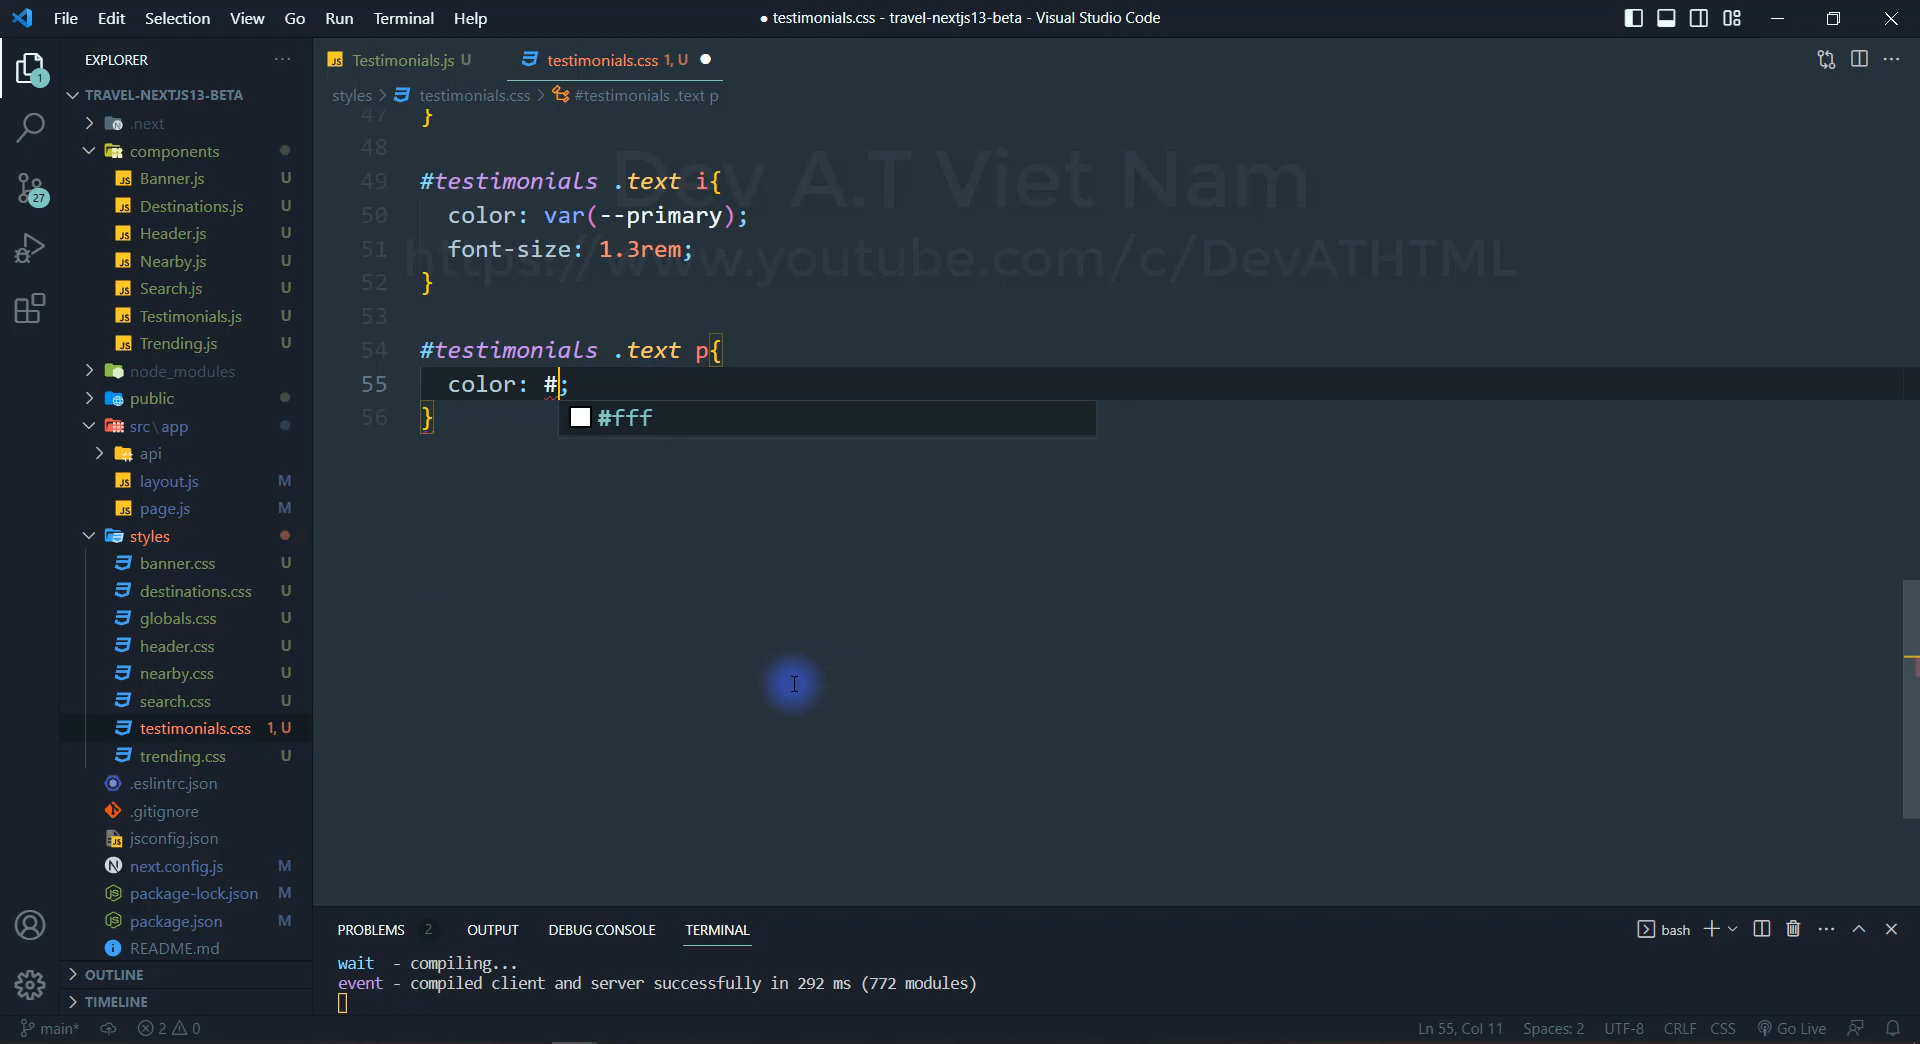 File Edit Selection View Go Run Terminal Help
● testimonials.css - travel-nextjs13-beta - Visual Studio Code
EXPLORER
TRAVEL-NEXTJS13-BETA
.next
components
Banner.js U
Destinations.js U
Header.js U
Nearby.js U
Search.js U
Testimonials.js U
Trending.js U
node_modules
public
src\app
api
layout.js M
page.js M
styles
banner.css U
destinations.css U
globals.css U
header.css U
nearby.css U
search.css U
testimonials.css 1, U
trending.css U
.eslintrc.json
.gitignore
jsconfig.json
next.config.js M
package-lock.json M
package.json M
README.md
OUTLINE
TIMELINE
1
27
Testimonials.js U
testimonials.css 1, U
styles > testimonials.css > #testimonials .text p
47 }
48
49 #testimonials .text i{
50 color: var(--primary);
51 font-size: 1.3rem;
52 }
53
54 #testimonials .text p{
55 color: #;
56 }
#fff
Dev A.T Viet Nam
https://www.youtube.com/c/DevATHTML
PROBLEMS 2 OUTPUT DEBUG CONSOLE TERMINAL
bash
wait - compiling...
event - compiled client and server successfully in 292 ms (772 modules)
main* 2 0
Ln 55, Col 11 Spaces: 2 UTF-8 CRLF CSS Go Live